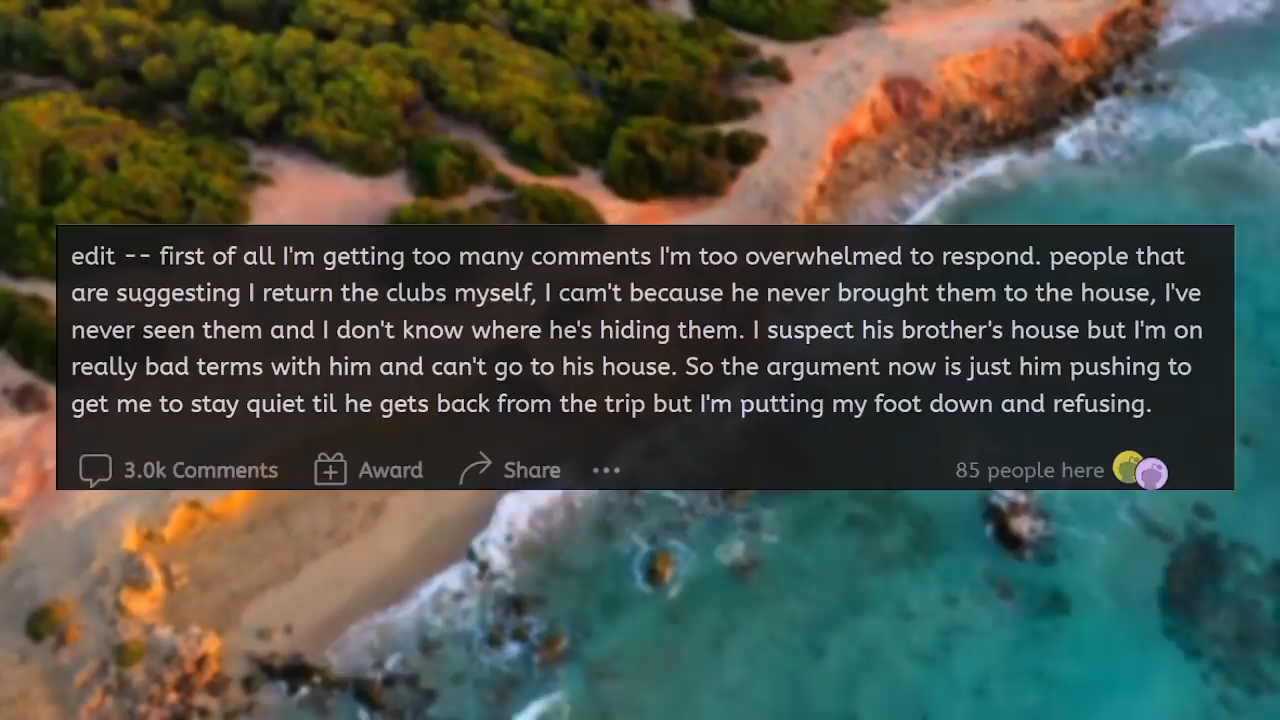 edit -- first of all I'm getting too many comments I'm too overwhelmed to respond. people that
are suggesting I return the clubs myself, I cam't because he never brought them to the house, I've
never seen them and I don't know where he's hiding them. I suspect his brother's house but I'm on
really bad terms with him and can't go to his house. So the argument now is just him pushing to
get me to stay quiet til he gets back from the trip but I'm putting my foot down and refusing.
3.0k Comments Award Share ••• 85 people here